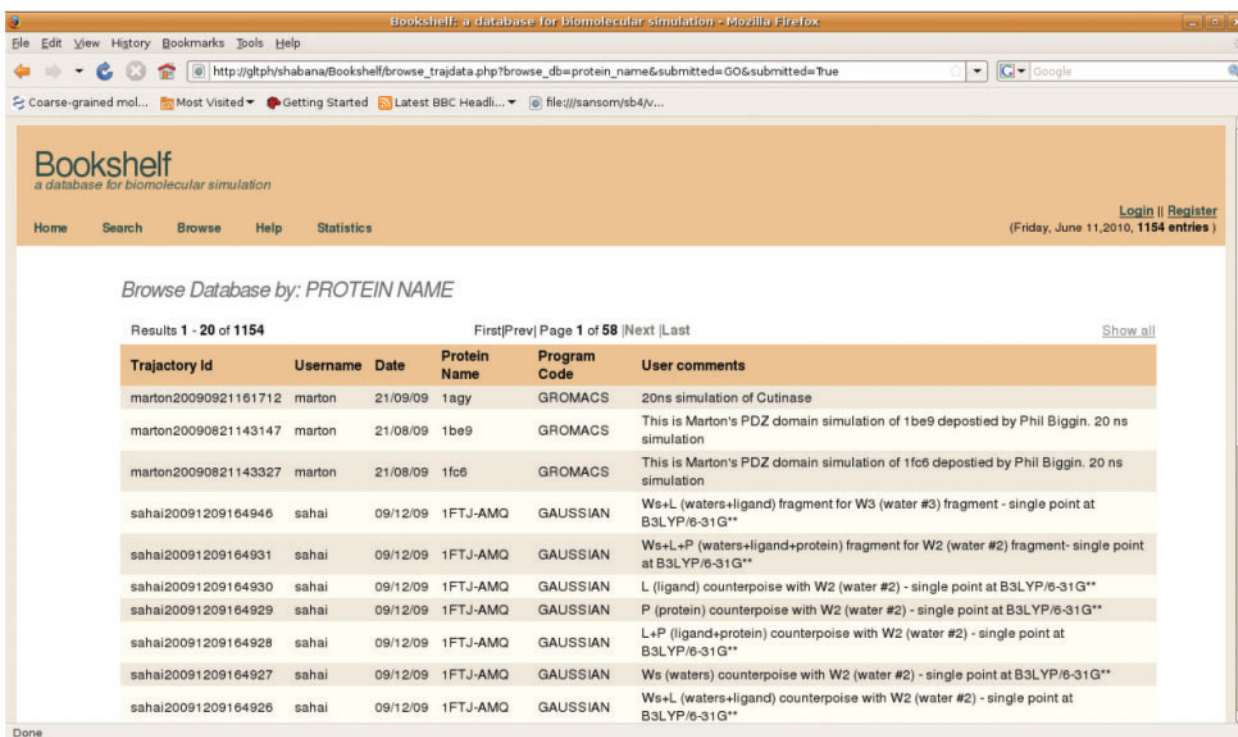 Bookshelf: a database for biomolecular simulation - Mozilla Firefox
File Edit View History Bookmarks Tools Help
http://gltph/shabana/Bookshelf/browse_trajdata.php?browse_db=protein_name&submitted=GO&submitted=True
Google
Coarse-grained mol... Most Visited Getting Started Latest BBC Headli... file:///sansom/sb4/v...
Bookshelf
a database for biomolecular simulation
Login || Register
Home Search Browse Help Statistics
(Friday, June 11,2010, 1154 entries )
Browse Database by: PROTEIN NAME
Results 1 - 20 of 1154 First|Prev| Page 1 of 58 |Next |Last Show all
Trajactory Id Username Date Protein Name Program Code User comments
marton20090921161712 marton 21/09/09 1agy GROMACS 20ns simulation of Cutinase
marton20090821143147 marton 21/08/09 1be9 GROMACS This is Marton's PDZ domain simulation of 1be9 depostied by Phil Biggin. 20 ns
simulation
marton20090821143327 marton 21/08/09 1fc6 GROMACS This is Marton's PDZ domain simulation of 1fc6 depostied by Phil Biggin. 20 ns
simulation
sahai20091209164946 sahai 09/12/09 1FTJ-AMQ GAUSSIAN Ws+L (waters+ligand) fragment for W3 (water #3) fragment - single point at
B3LYP/6-31G**
sahai20091209164931 sahai 09/12/09 1FTJ-AMQ GAUSSIAN Ws+L+P (waters+ligand+protein) fragment for W2 (water #2) fragment- single point
at B3LYP/6-31G**
sahai20091209164930 sahai 09/12/09 1FTJ-AMQ GAUSSIAN L (ligand) counterpoise with W2 (water #2) - single point at B3LYP/6-31G**
sahai20091209164929 sahai 09/12/09 1FTJ-AMQ GAUSSIAN P (protein) counterpoise with W2 (water #2) - single point at B3LYP/6-31G**
sahai20091209164928 sahai 09/12/09 1FTJ-AMQ GAUSSIAN L+P (ligand+protein) counterpoise with W2 (water #2) - single point at
B3LYP/6-31G**
sahai20091209164927 sahai 09/12/09 1FTJ-AMQ GAUSSIAN Ws (waters) counterpoise with W2 (water #2) - single point at B3LYP/6-31G**
sahai20091209164926 sahai 09/12/09 1FTJ-AMQ GAUSSIAN Ws+L (waters+ligand) counterpoise with W2 (water #2) - single point at
B3LYP/6-31G**
Done